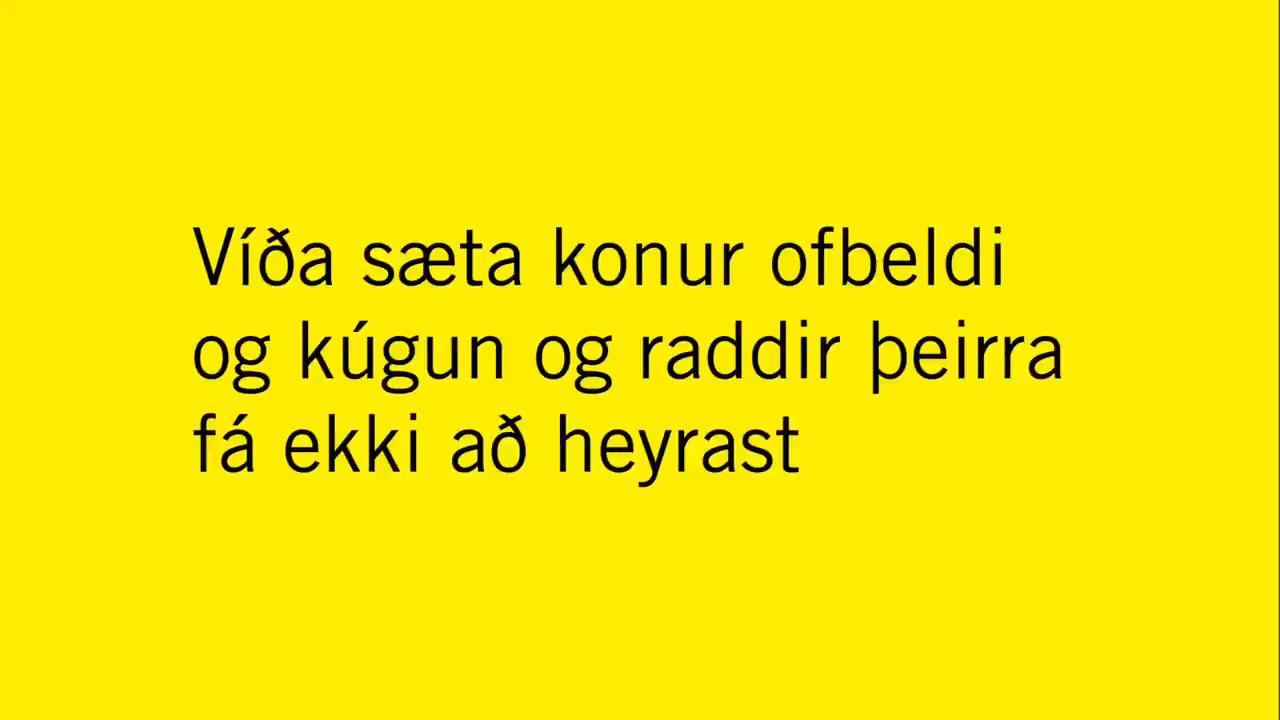 Víða sæta konur ofbeldi
og kúgun og raddir þeirra
fá ekki að heyrast